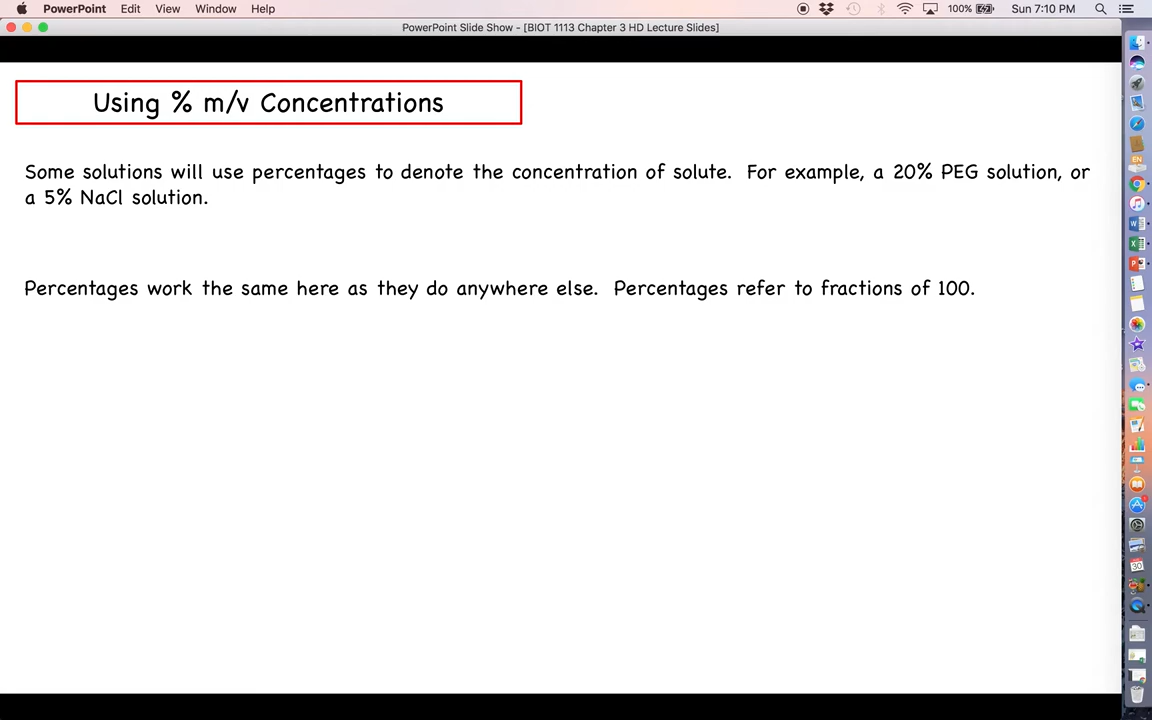 PowerPoint Edit View Window Help 100% Sun 7:10 PM
PowerPoint Slide Show - [BIOT 1113 Chapter 3 HD Lecture Slides]
Using % m/v Concentrations
Some solutions will use percentages to denote the concentration of solute. For example, a 20% PEG solution, or
a 5% NaCl solution.
Percentages work the same here as they do anywhere else. Percentages refer to fractions of 100.
EN
30